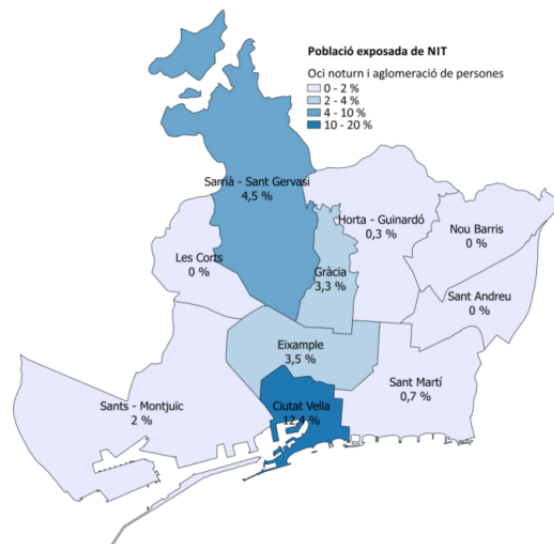 Població exposada de NIT
Oci noturn i aglomeració de persones
0 - 2 %
2 - 4 %
4 - 10 %
10 - 20 %
Sarrià - Sant Gervasi
4,5 %
Horta - Guinardó
0,3 %
Nou Barris
0 %
Les Corts
0 %
Gràcia
3,3 %
Sant Andreu
0 %
Eixample
3,5 %
Sant Martí
0,7 %
Sants - Montjuïc
2 %
Ciutat Vella
12,4 %